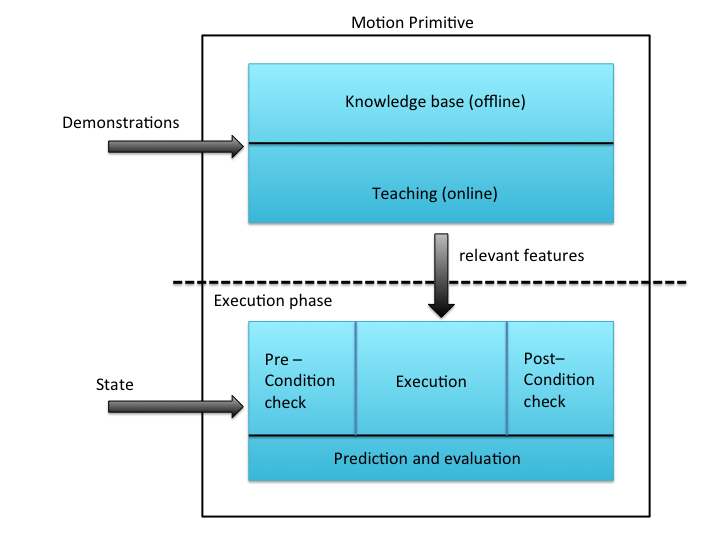 Motion Primitive
Knowledge base (offline)
Demonstrations
Teaching (online)
relevant features
Execution phase
Pre –
Condition
check
Execution
Post–
Condition
check
State
Prediction and evaluation